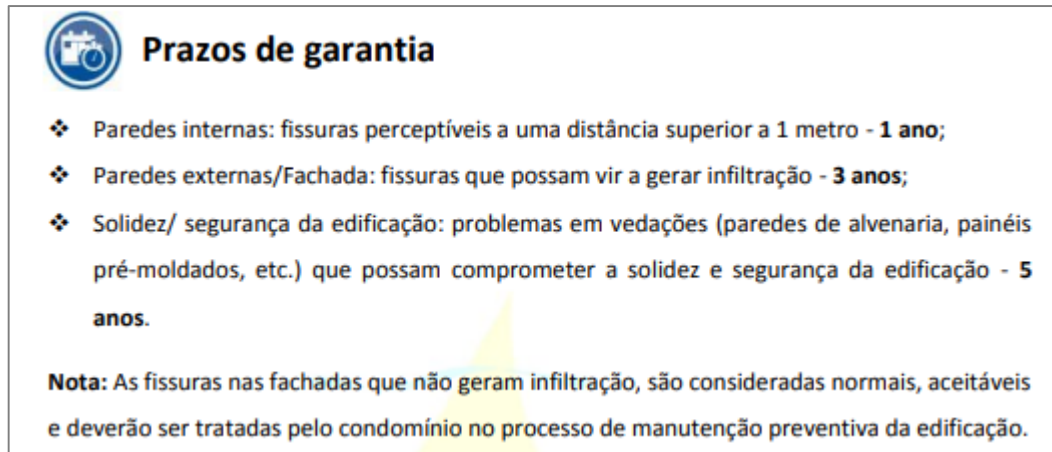 Prazos de garantia
❖ Paredes internas: fissuras perceptíveis a uma distância superior a 1 metro - 1 ano;
❖ Paredes externas/Fachada: fissuras que possam vir a gerar infiltração - 3 anos;
❖ Solidez/ segurança da edificação: problemas em vedações (paredes de alvenaria, painéis
pré-moldados, etc.) que possam comprometer a solidez e segurança da edificação - 5
anos.
Nota: As fissuras nas fachadas que não geram infiltração, são consideradas normais, aceitáveis
e deverão ser tratadas pelo condomínio no processo de manutenção preventiva da edificação.